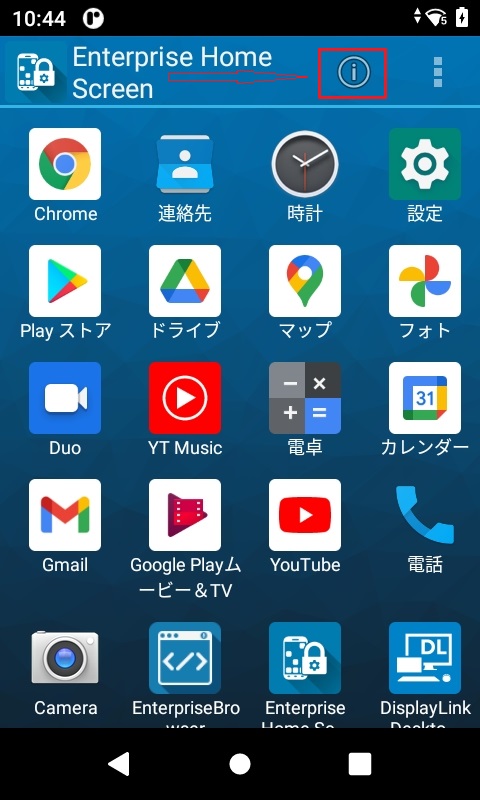 10:44
5
Enterprise Home
Screen
Chrome
連絡先
時計
設定
Play ストア
ドライブ
マップ
フォト
31
Duo
YT Music
電卓
カレンダー
Gmail
Google Playム
ービー＆TV
YouTube
電話
DL
Camera
EnterpriseBro
wser
Enterprise
Home Sc...
DisplayLink
Deskto...